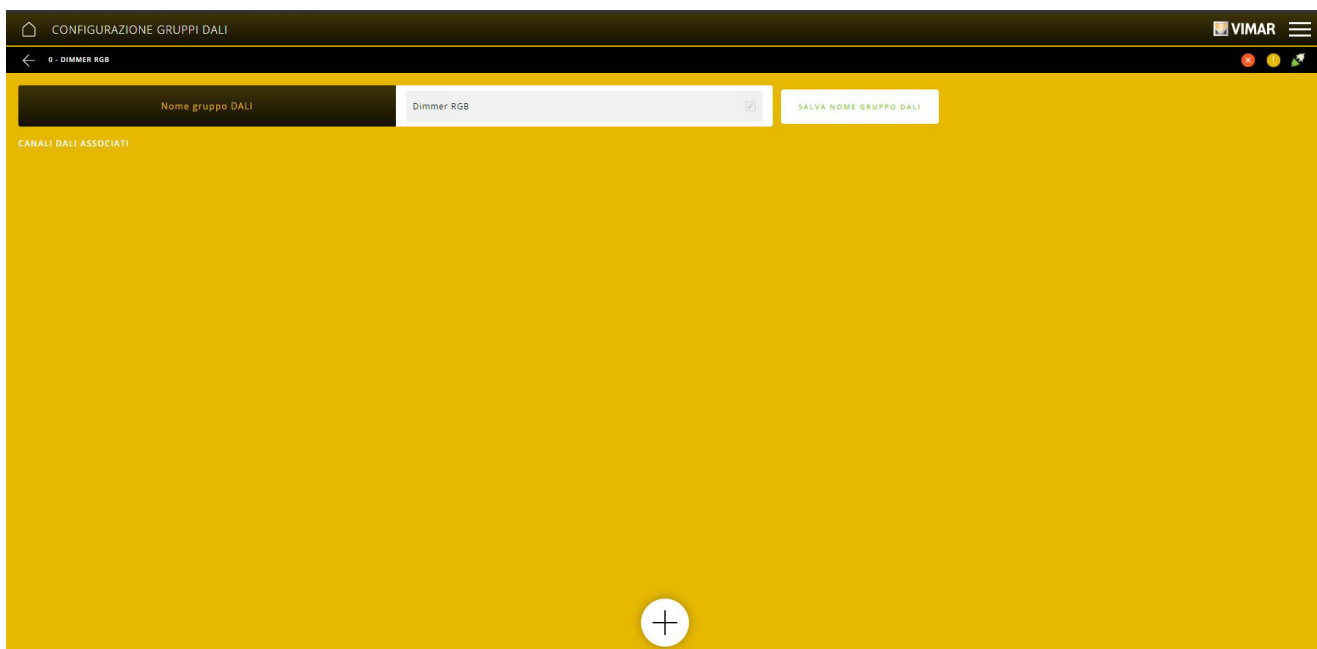 CONFIGURAZIONE GRUPPI DALI
VIMAR
0 - DIMMER RGB
Nome gruppo DALI
Dimmer RGB
SALVA NOME GRUPPO DALI
CANALI DALI ASSOCIATI